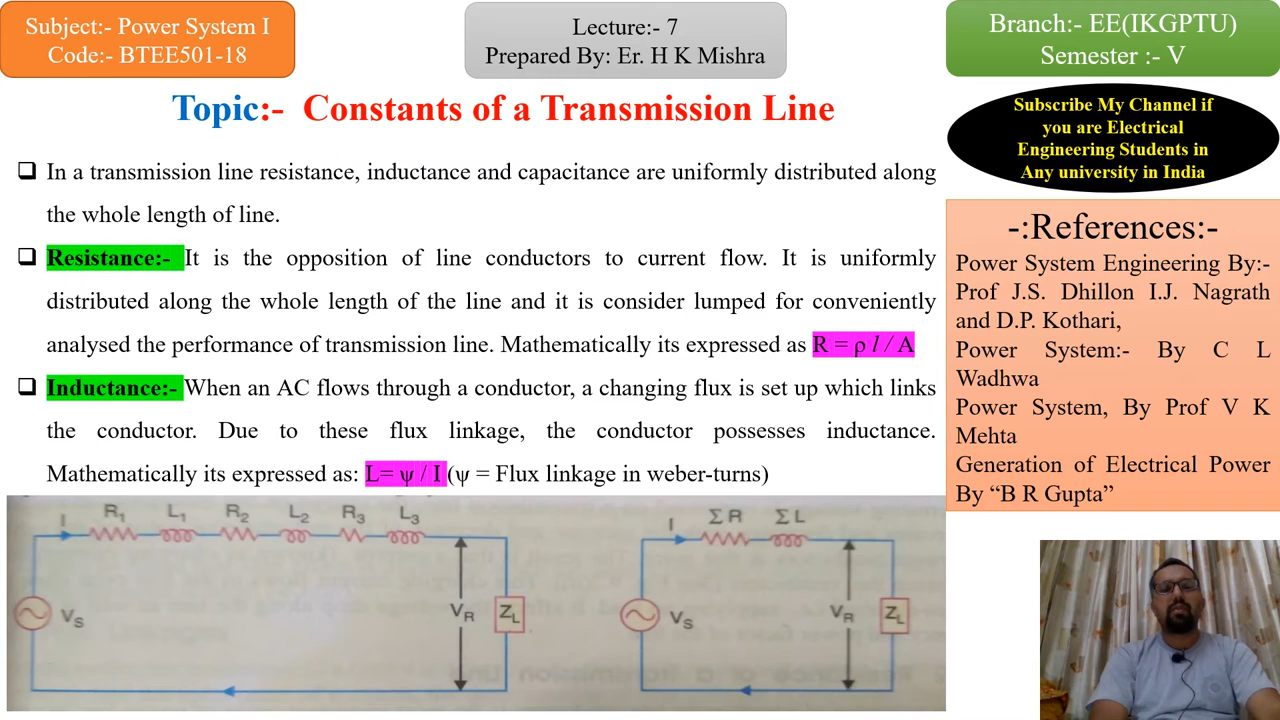 Subject:- Power System I
Code:- BTEE501-18
Lecture:- 7
Prepared By: Er. H K Mishra
Branch:- EE(IKGPTU)
Semester :- V
Topic:- Constants of a Transmission Line
Subscribe My Channel if
you are Electrical
Engineering Students in
Any university in India
❑ In a transmission line resistance, inductance and capacitance are uniformly distributed along
the whole length of line.
❑ Resistance:- It is the opposition of line conductors to current flow. It is uniformly
distributed along the whole length of the line and it is consider lumped for conveniently
analysed the performance of transmission line. Mathematically its expressed as R = ρ l / A
❑ Inductance:- When an AC flows through a conductor, a changing flux is set up which links
the conductor. Due to these flux linkage, the conductor possesses inductance.
Mathematically its expressed as: L= ψ / I (ψ = Flux linkage in weber-turns)
-:References:-
Power System Engineering By:-
Prof J.S. Dhillon I.J. Nagrath
and D.P. Kothari,
Power System:- By C L
Wadhwa
Power System, By Prof V K
Mehta
Generation of Electrical Power
By “B R Gupta”
I R1 L1 R2 L2 R3 L3
VS VR ZL
I ΣR ΣL
VS VR ZL